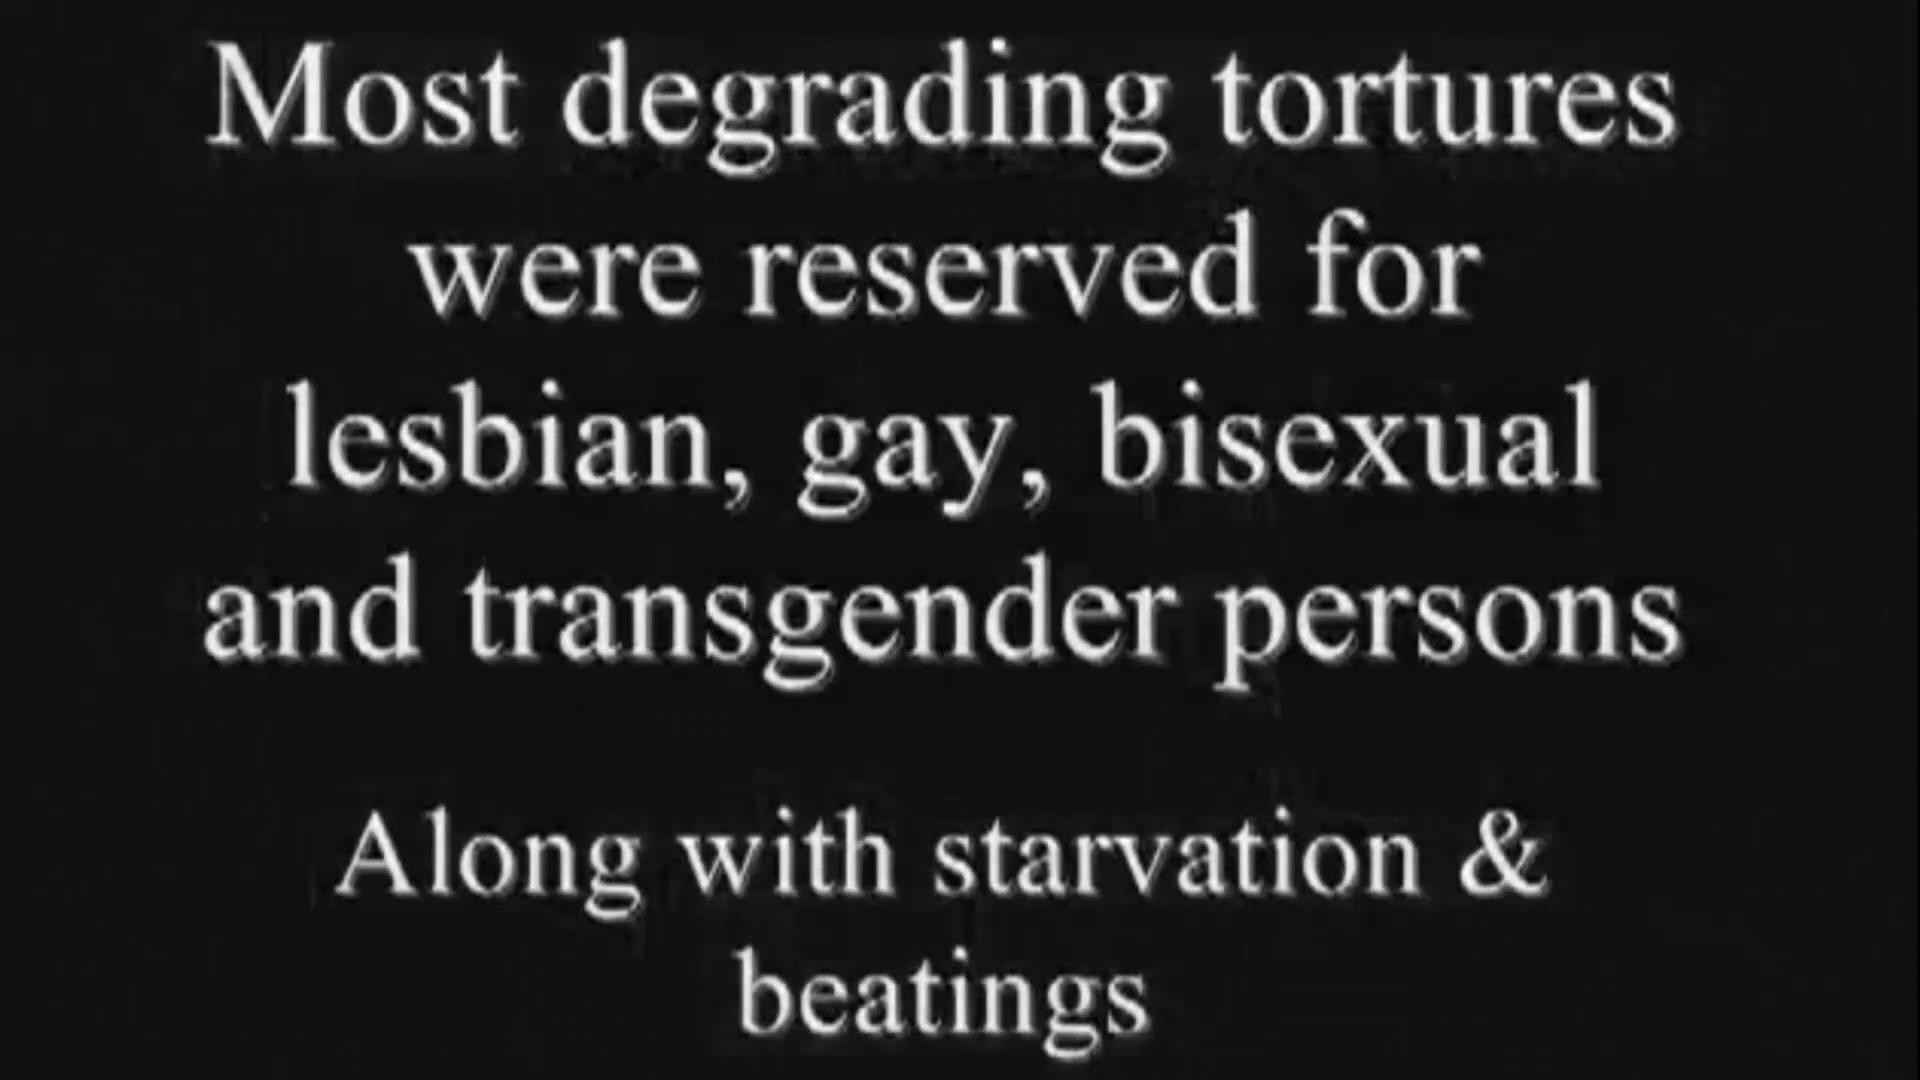 Most degrading tortures
were reserved for
lesbian, gay, bisexual
and transgender persons
Along with starvation &
beatings